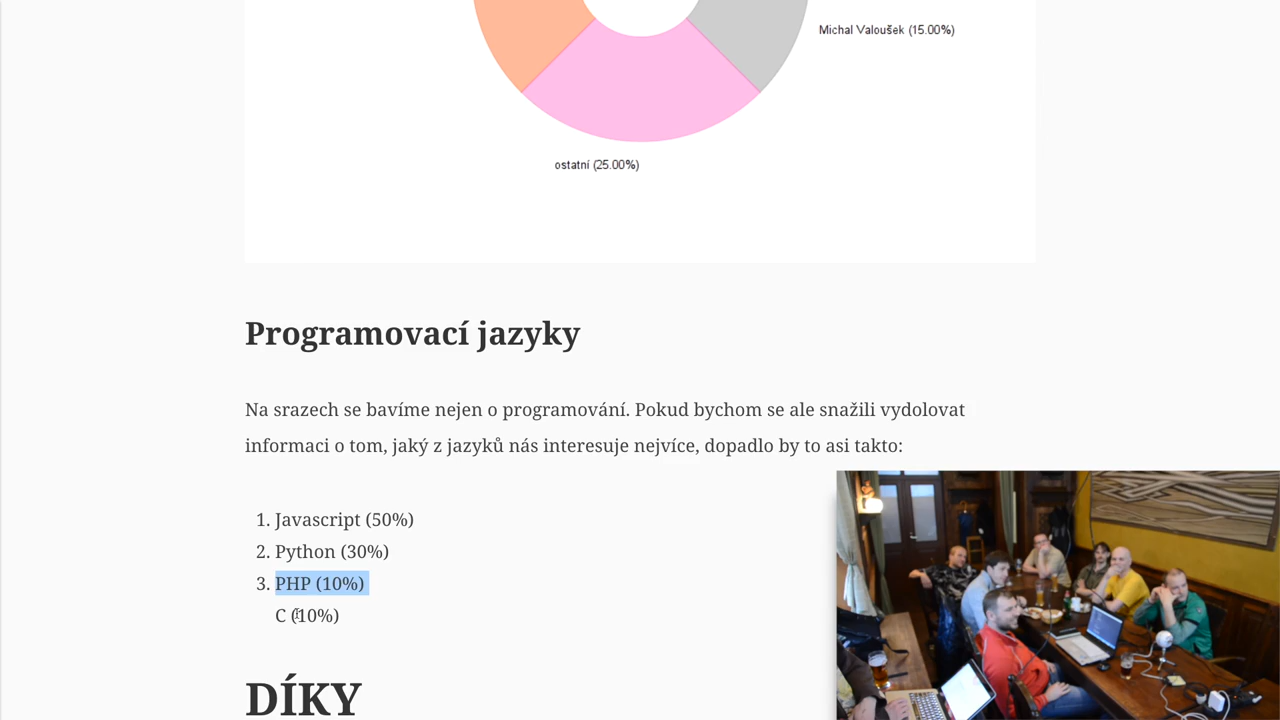 Michal Valoušek (15.00%)
ostatní (25.00%)
Programovací jazyky
Na srazech se bavíme nejen o programování. Pokud bychom se ale snažili vydolovat
informaci o tom, jaký z jazyků nás interesuje nejvíce, dopadlo by to asi takto:
1. Javascript (50%)
2. Python (30%)
3. PHP (10%)
C (10%)
DÍKY